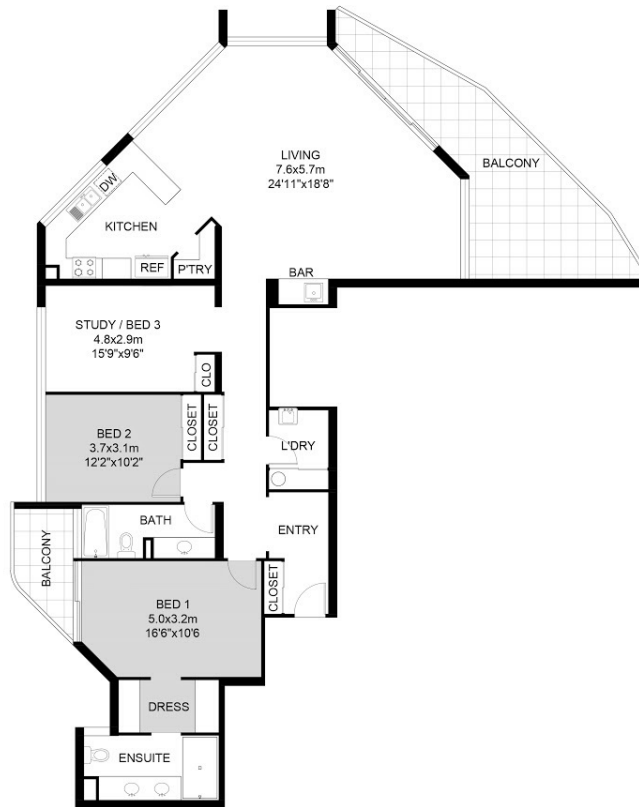 LIVING
7.6x5.7m
24'11"x18'8"
BALCONY
DW
KITCHEN
REF
P'TRY
BAR
STUDY / BED 3
4.8x2.9m
15'9"x9'6"
CLO
BED 2
3.7x3.1m
12'2"x10'2"
CLOSET
CLOSET
L'DRY
BATH
ENTRY
BALCONY
BED 1
5.0x3.2m
16'6"x10'6
CLOSET
DRESS
ENSUITE